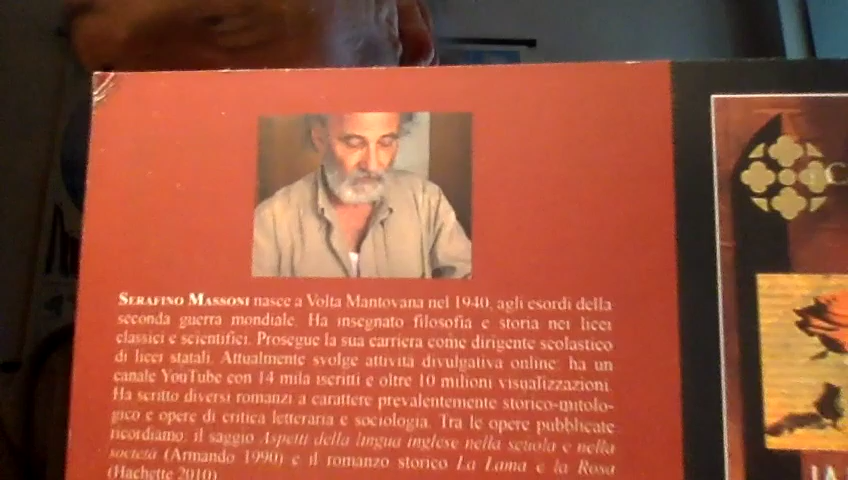 SERAFINO MASSONI nasce a Volta Mantovana nel 1940, agli esordi della
seconda guerra mondiale. Ha insegnato filosofia e storia nei licei
classici e scientifici. Prosegue la sua carriera come dirigente scolastico
di licei statali. Attualmente svolge attività divulgativa online: ha un
canale YouTube con 14 mila iscritti e oltre 10 milioni visualizzazioni.
Ha scritto diversi romanzi a carattere prevalentemente storico-mitolo-
gico e opere di critica letteraria e sociologia. Tra le opere pubblicate
ricordiamo: il saggio Aspetti della lingua inglese nella scuola e nella
società (Armando 1990) e il romanzo storico La Lama e la Rosa
(Hachette 2010)